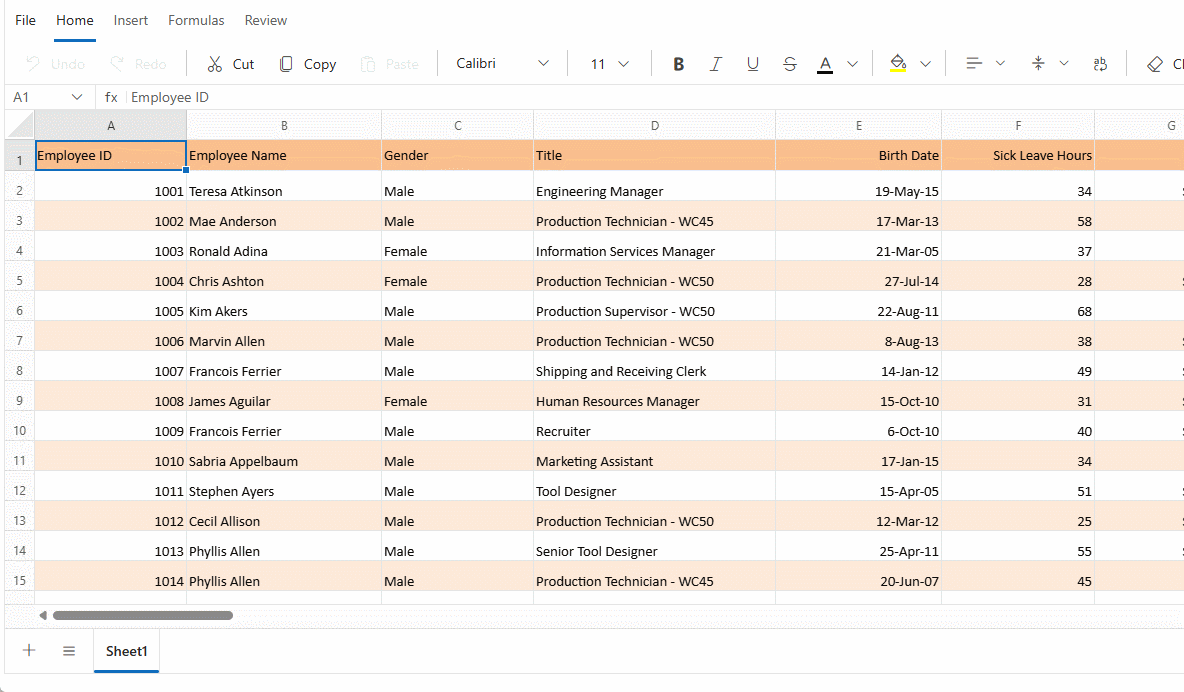 File Home Insert Formulas Review
Undo Redo Cut Copy Paste Calibri 11 B I U S A ab
A1 fx Employee ID
A B C D E F G
1 Employee ID Employee Name Gender Title Birth Date Sick Leave Hours
2 1001 Teresa Atkinson Male Engineering Manager 19-May-15 34
3 1002 Mae Anderson Male Production Technician - WC45 17-Mar-13 58
4 1003 Ronald Adina Female Information Services Manager 21-Mar-05 37
5 1004 Chris Ashton Female Production Technician - WC50 27-Jul-14 28
6 1005 Kim Akers Male Production Supervisor - WC50 22-Aug-11 68
7 1006 Marvin Allen Male Production Technician - WC50 8-Aug-13 38
8 1007 Francois Ferrier Male Shipping and Receiving Clerk 14-Jan-12 49
9 1008 James Aguilar Female Human Resources Manager 15-Oct-10 31
10 1009 Francois Ferrier Male Recruiter 6-Oct-10 40
11 1010 Sabria Appelbaum Male Marketing Assistant 17-Jan-15 34
12 1011 Stephen Ayers Male Tool Designer 15-Apr-05 51
13 1012 Cecil Allison Male Production Technician - WC50 12-Mar-12 25
14 1013 Phyllis Allen Male Senior Tool Designer 25-Apr-11 55
15 1014 Phyllis Allen Male Production Technician - WC45 20-Jun-07 45
Sheet1